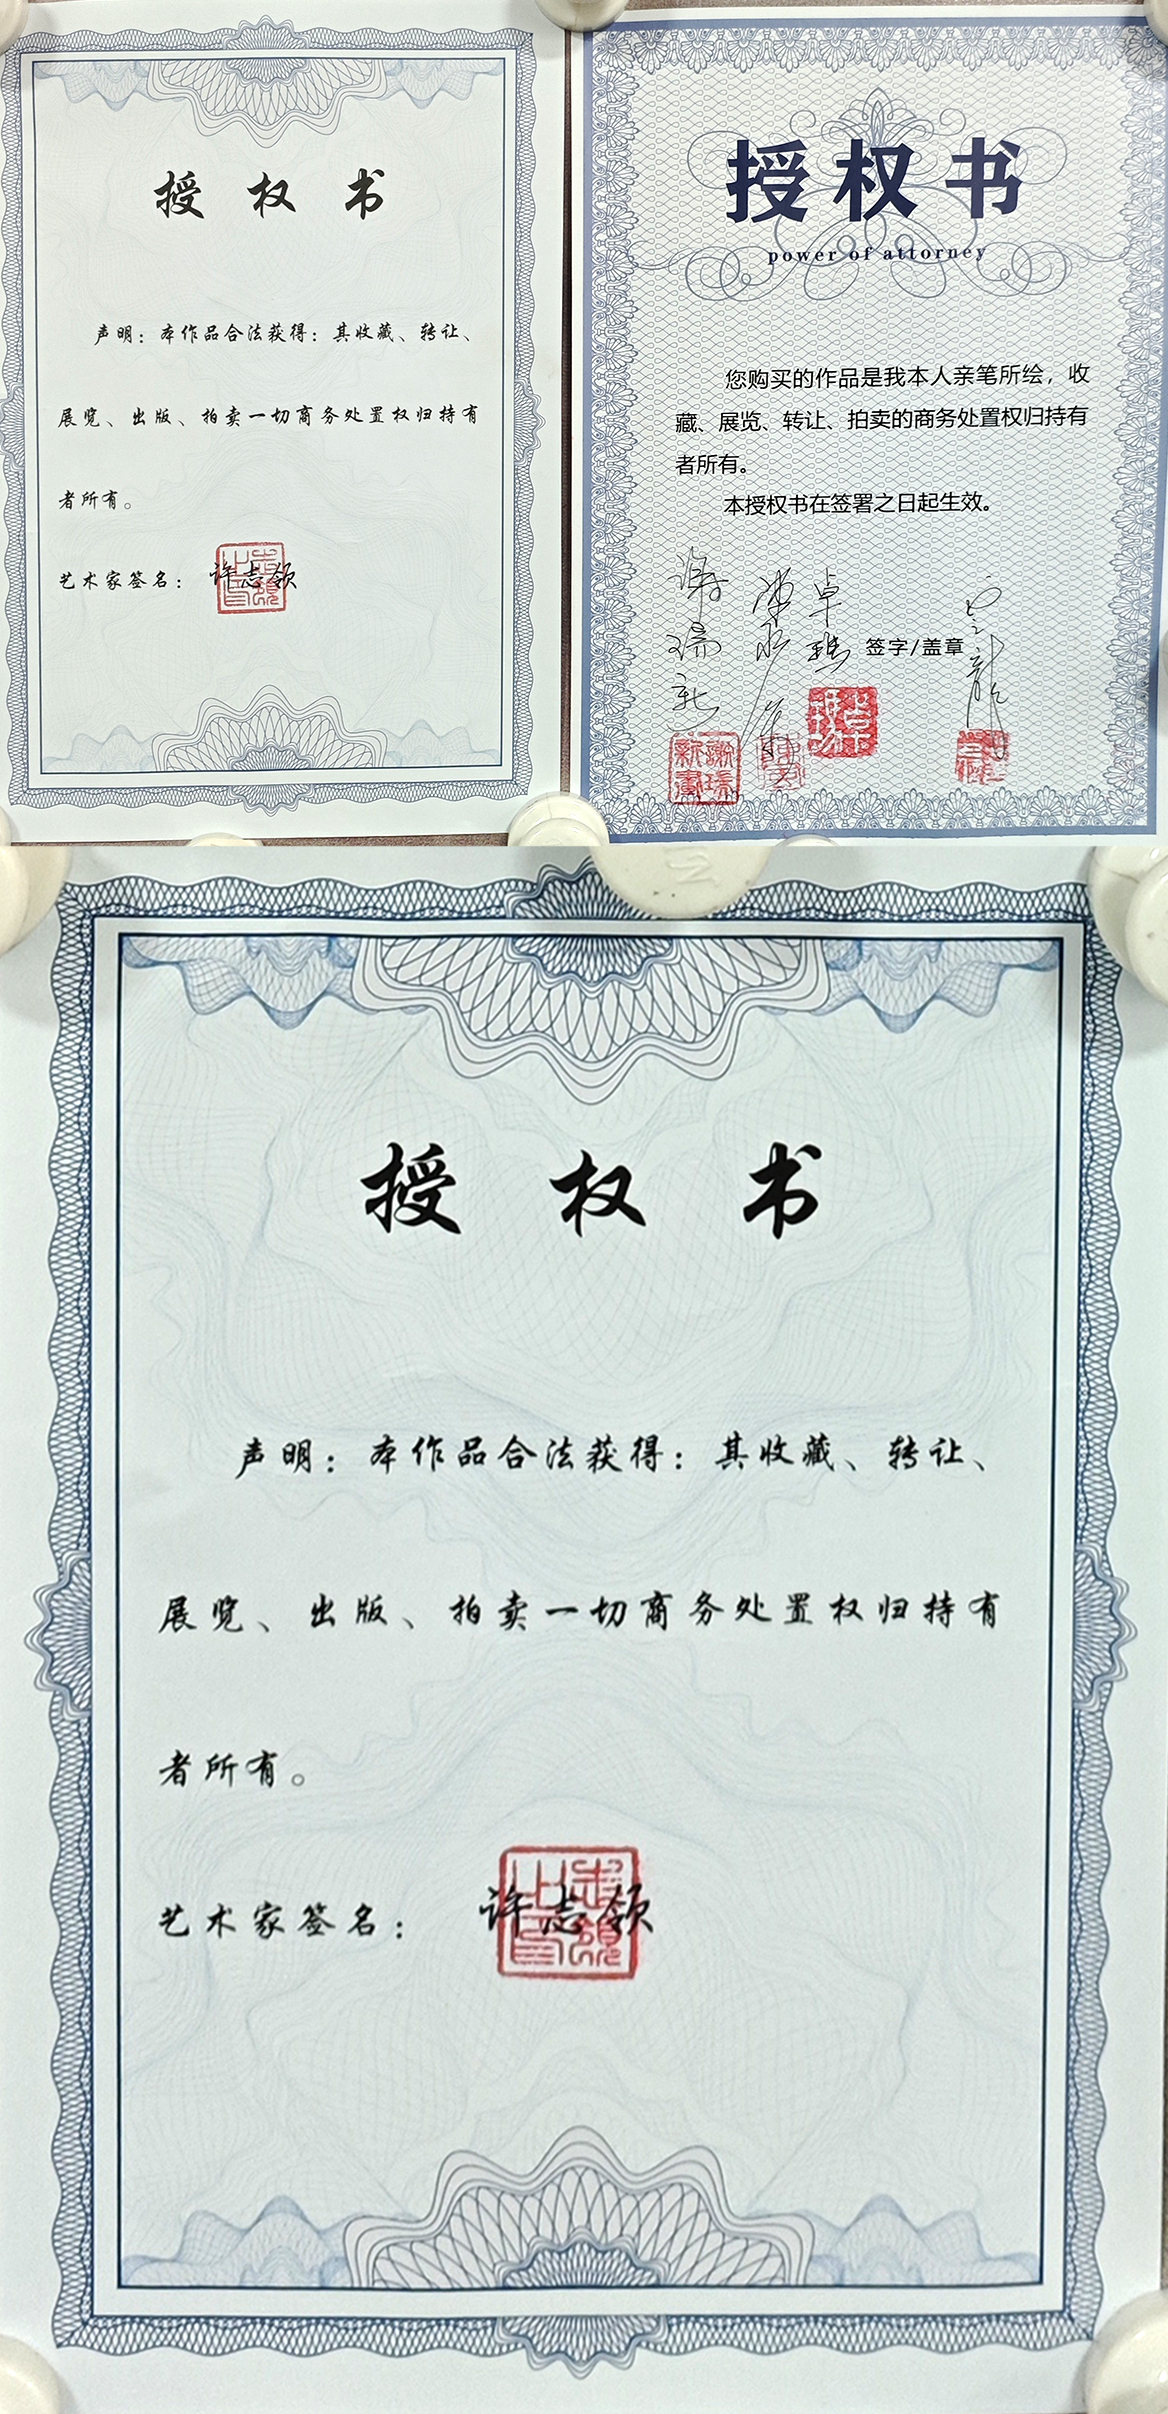 授权书
声明：本作品合法获得：其收藏、转让、
展览、出版、拍卖一切商务处置权归持有
者所有。
艺术家签名：许志领
授权书
power of attorney
您购买的作品是我本人亲笔所绘，收
藏、展览、转让、拍卖的商务处置权归持有
者所有。
本授权书在签署之日起生效。
签字/盖章
授权书
声明：本作品合法获得：其收藏、转让、
展览、出版、拍卖一切商务处置权归持有
者所有。
艺术家签名：许志领